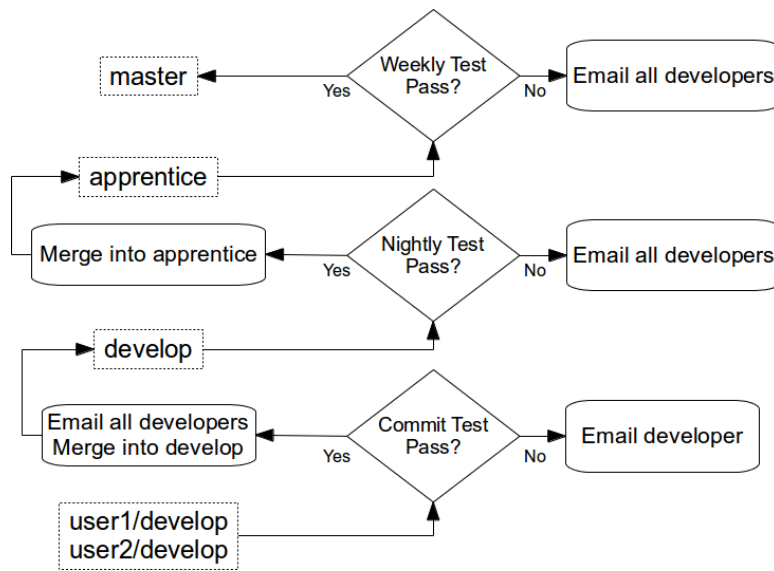 master
Weekly Test
Pass?
Email all developers
Yes
No
apprentice
Merge into apprentice
Nightly Test
Pass?
Email all developers
Yes
No
develop
Email all developers
Merge into develop
Commit Test
Pass?
Email developer
Yes
No
user1/develop
user2/develop